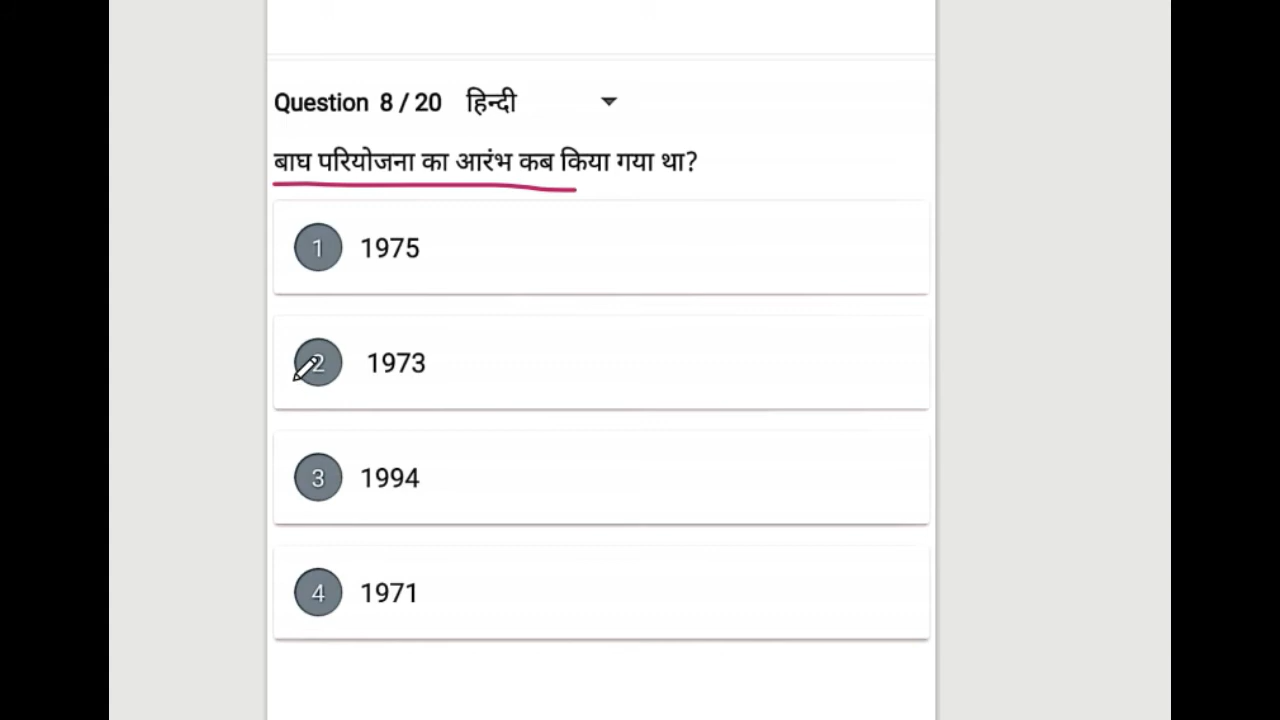 Question 8 / 20 हिन्दी
बाघ परियोजना का आरंभ कब किया गया था?
1 1975
2 1973
3 1994
4 1971